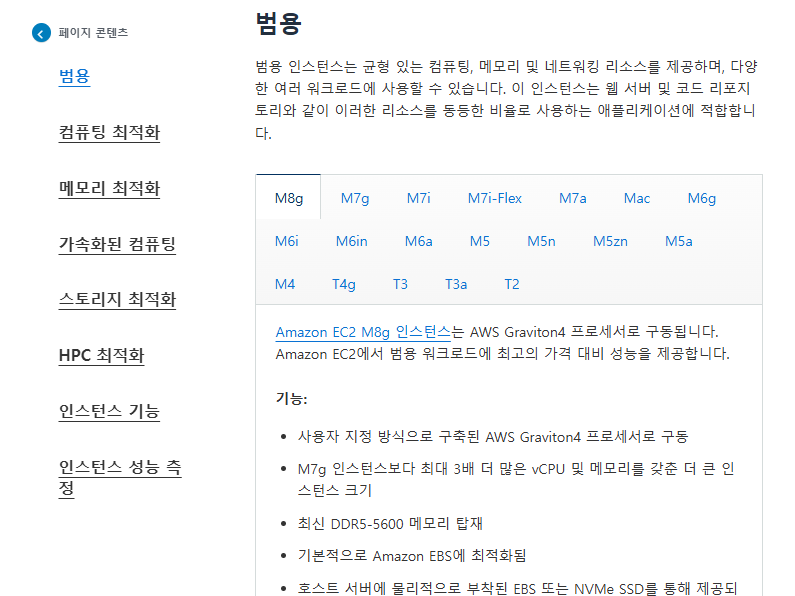 페이지 콘텐츠
범용
컴퓨팅 최적화
메모리 최적화
가속화된 컴퓨팅
스토리지 최적화
HPC 최적화
인스턴스 기능
인스턴스 성능 측
정
범용
범용 인스턴스는 균형 있는 컴퓨팅, 메모리 및 네트워킹 리소스를 제공하며, 다양
한 여러 워크로드에 사용할 수 있습니다. 이 인스턴스는 웹 서버 및 코드 리포지
토리와 같이 이러한 리소스를 동등한 비율로 사용하는 애플리케이션에 적합합니
다.
M8g M7g M7i M7i-Flex M7a Mac M6g
M6i M6in M6a M5 M5n M5zn M5a
M4 T4g T3 T3a T2
Amazon EC2 M8g 인스턴스는 AWS Graviton4 프로세서로 구동됩니다.
Amazon EC2에서 범용 워크로드에 최고의 가격 대비 성능을 제공합니다.
기능:
• 사용자 지정 방식으로 구축된 AWS Graviton4 프로세서로 구동
• M7g 인스턴스보다 최대 3배 더 많은 vCPU 및 메모리를 갖춘 더 큰 인
스턴스 크기
• 최신 DDR5-5600 메모리 탑재
• 기본적으로 Amazon EBS에 최적화됨
• 호스트 서버에 물리적으로 부착된 EBS 또는 NVMe SSD를 통해 제공되